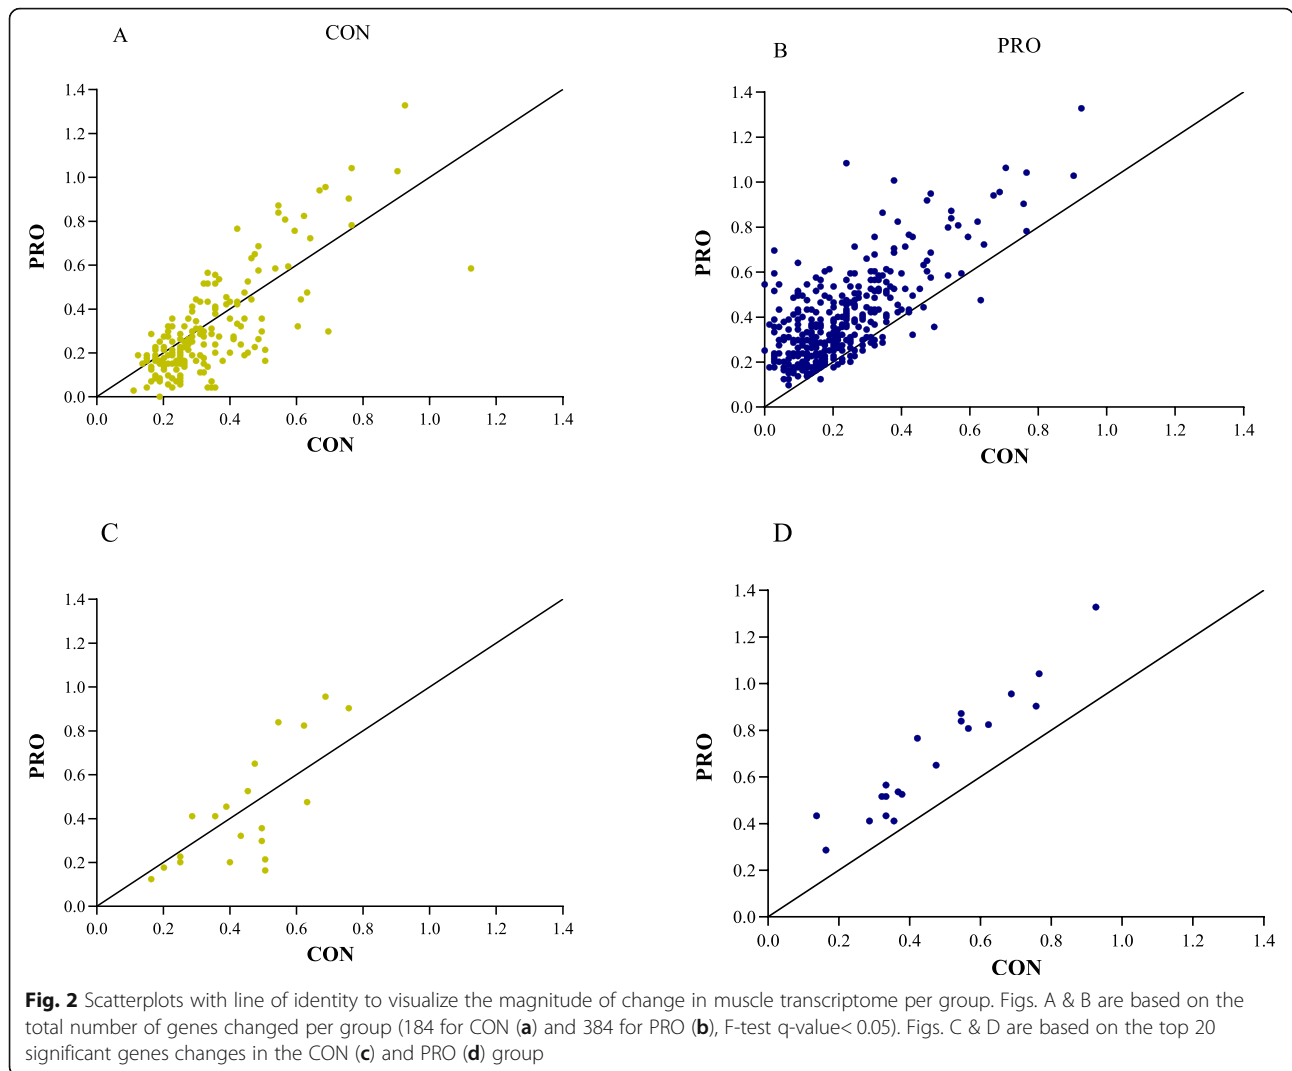 A
CON
1.4
1.2
1.0
0.8
0.6
0.4
0.2
0.0
PRO
0.0 0.2 0.4 0.6 0.8 1.0 1.2 1.4
CON
B
PRO
1.4
1.2
1.0
0.8
0.6
0.4
0.2
0.0
PRO
0.0 0.2 0.4 0.6 0.8 1.0 1.2 1.4
CON
C
1.4
1.2
1.0
0.8
0.6
0.4
0.2
0.0
PRO
0.0 0.2 0.4 0.6 0.8 1.0 1.2 1.4
CON
D
1.4
1.2
1.0
0.8
0.6
0.4
0.2
0.0
PRO
0.0 0.2 0.4 0.6 0.8 1.0 1.2 1.4
CON
Fig. 2 Scatterplots with line of identity to visualize the magnitude of change in muscle transcriptome per group. Figs. A & B are based on the
total number of genes changed per group (184 for CON (a) and 384 for PRO (b), F-test q-value< 0.05). Figs. C & D are based on the top 20
significant genes changes in the CON (c) and PRO (d) group